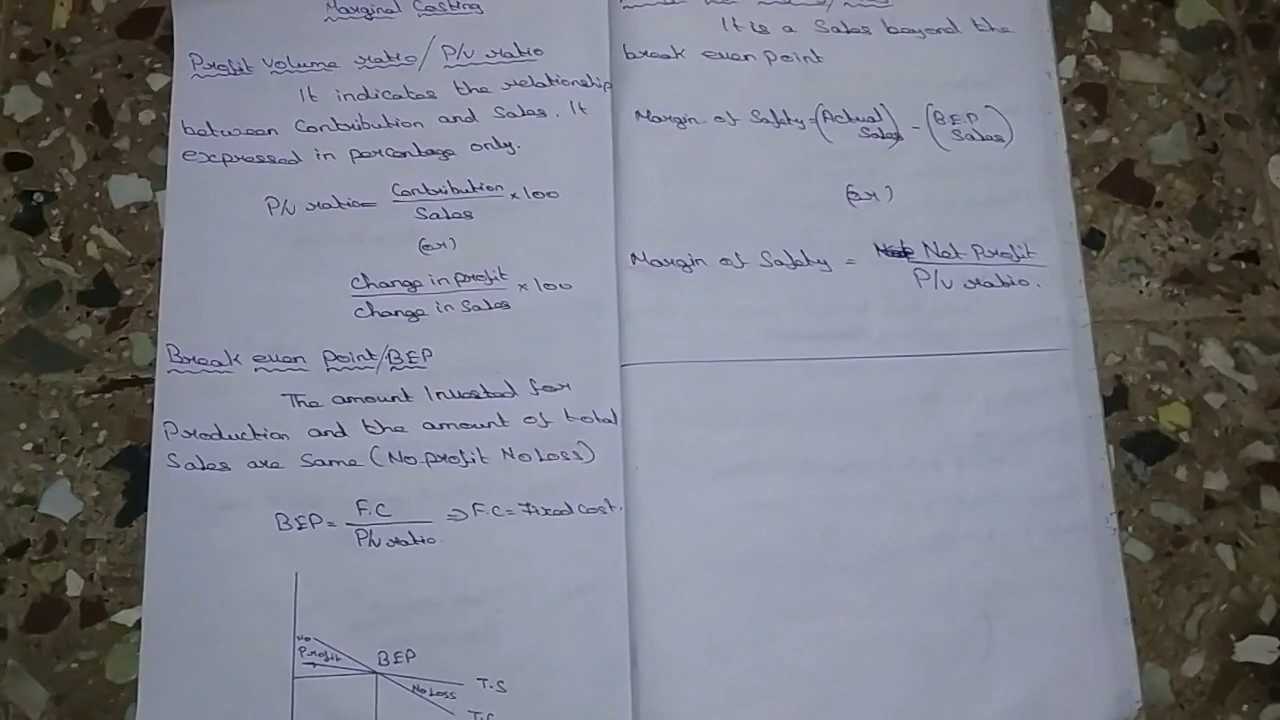 Marginal Costing
Profit Volume ratio/P/V ratio
It indicates the relationship
between Contribution and Sales. It
expressed in percentage only.
P/V ratio= Contribution/Sales ×100
(or)
change in profit/change in Sales ×100
Break even Point/BEP
The amount Invested for
Production and the amount of total
Sales are Same (No profit No Loss)
BEP= F.C/P/V ratio ⇒ F.C= Fixed Cost.
No
Profit
BEP
No Loss
T.S
T.C
It is a Sales beyond the
break even point
Margin of Safety=(Actual Sales) - (BEP Sales)
(or)
Margin of Safety = Net Profit/P/V ratio.